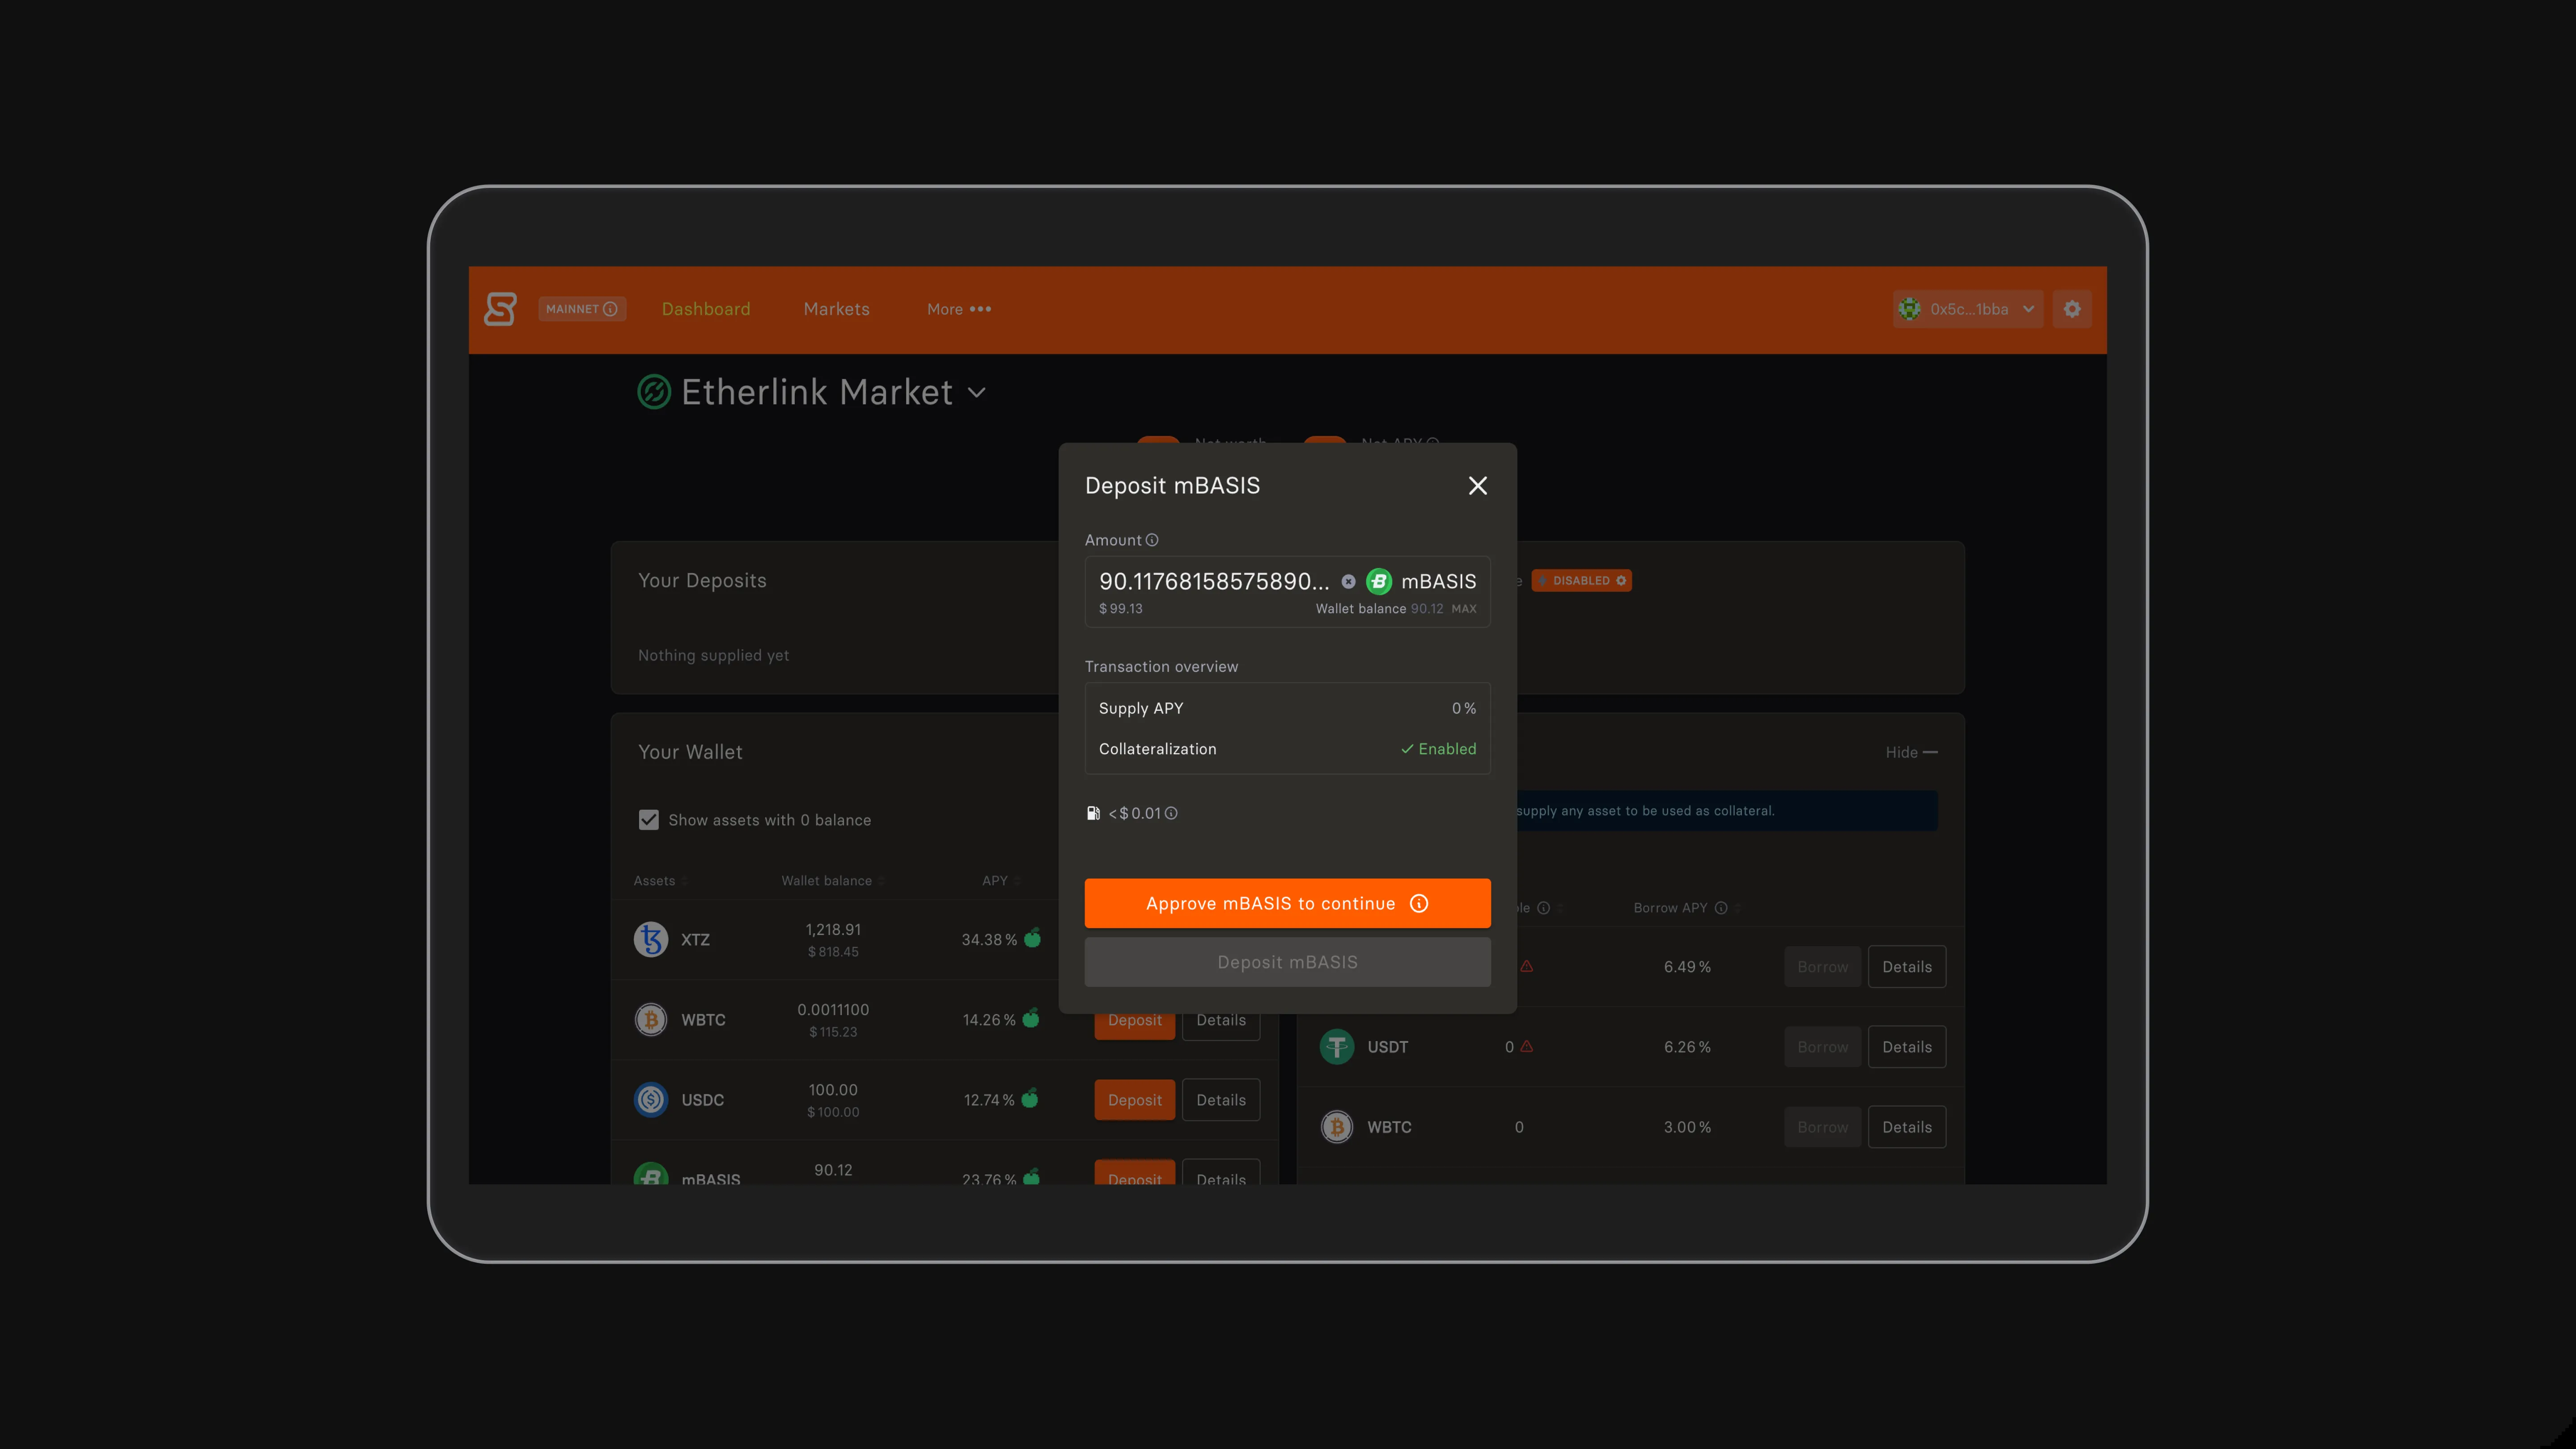 MAINNET
Dashboard
Markets
More
0x5c...1bba
Etherlink Market
Net worth
Net APY
Deposit mBASIS
Amount
90.11768158575890...
mBASIS
$ 99.13
Wallet balance 90.12 MAX
Transaction overview
Supply APY
0 %
Collateralization
Enabled
< $ 0.01
Approve mBASIS to continue
Deposit mBASIS
Your Deposits
Nothing supplied yet
DISABLED
Your Wallet
Show assets with 0 balance
Assets
Wallet balance
APY
XTZ
1,218.91
$ 818.45
34.38 %
WBTC
0.0011100
$ 115.23
14.26 %
Deposit
Details
USDC
100.00
$ 100.00
12.74 %
Deposit
Details
mBASIS
90.12
23.76 %
Deposit
Details
Hide
supply any asset to be used as collateral.
Borrow APY
6.49 %
Borrow
Details
USDT
0
6.26 %
Borrow
Details
WBTC
0
3.00 %
Borrow
Details